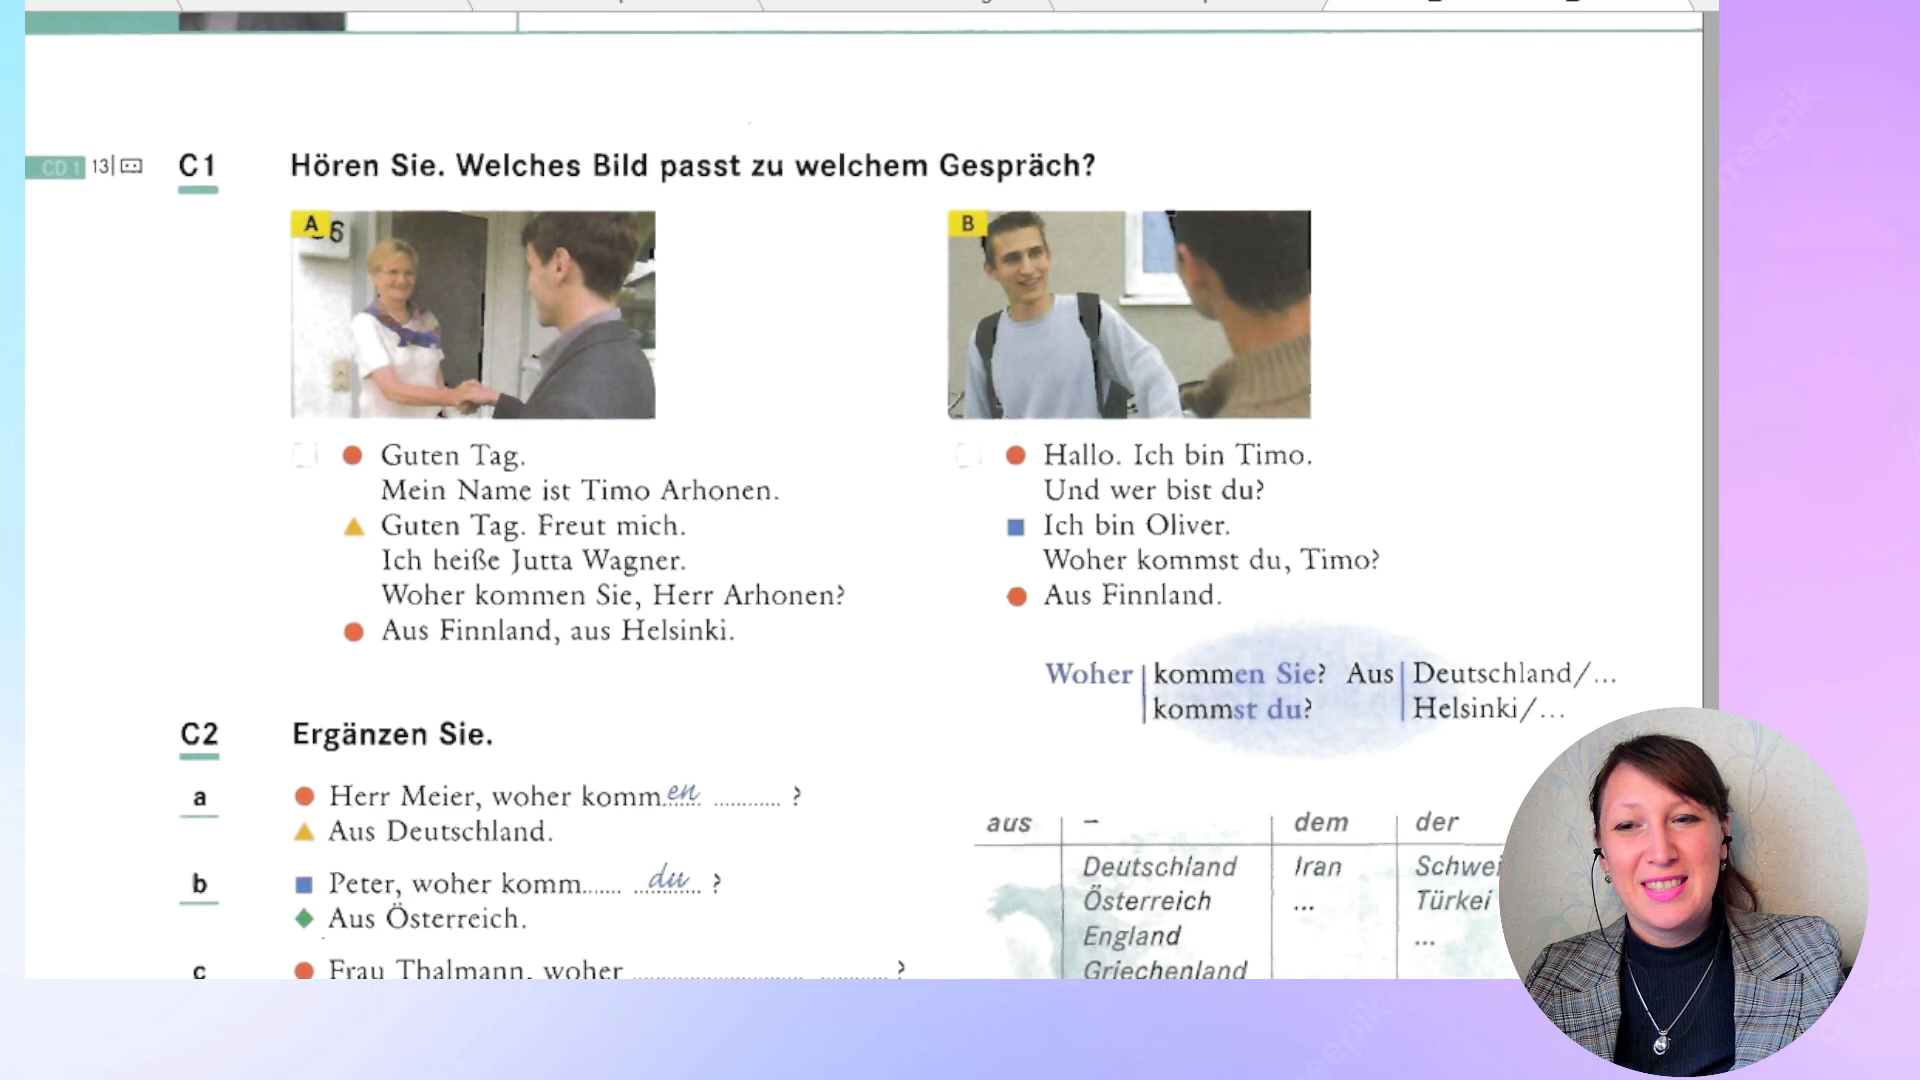 CD 1 13
C1 Hören Sie. Welches Bild passt zu welchem Gespräch?
A
6
Guten Tag.
Mein Name ist Timo Arhonen.
Guten Tag. Freut mich.
Ich heiße Jutta Wagner.
Woher kommen Sie, Herr Arhonen?
Aus Finnland, aus Helsinki.
B
Hallo. Ich bin Timo.
Und wer bist du?
Ich bin Oliver.
Woher kommst du, Timo?
Aus Finnland.
Woher kommen Sie? Aus Deutschland/...
kommst du? Helsinki/...
C2 Ergänzen Sie.
a Herr Meier, woher kommen ............ ?
Aus Deutschland.
b Peter, woher komm...... du ?
Aus Österreich.
c Frau Thalmann, woher ........................ ............ ?
aus – dem der
Deutschland Iran
Österreich ... Türkei
England ...
Griechenland
freepik
freepik